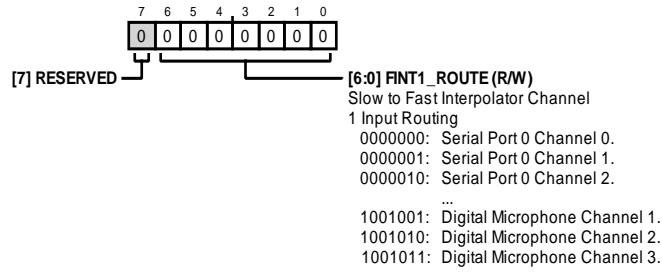 7 6 5 4 3 2 1 0
0 0 0 0 0 0 0 0
[7] RESERVED
[6:0] FINT1_ROUTE (R/W)
Slow to Fast Interpolator Channel
1 Input Routing
0000000: Serial Port 0 Channel 0.
0000001: Serial Port 0 Channel 1.
0000010: Serial Port 0 Channel 2.
...
1001001: Digital Microphone Channel 1.
1001010: Digital Microphone Channel 2.
1001011: Digital Microphone Channel 3.